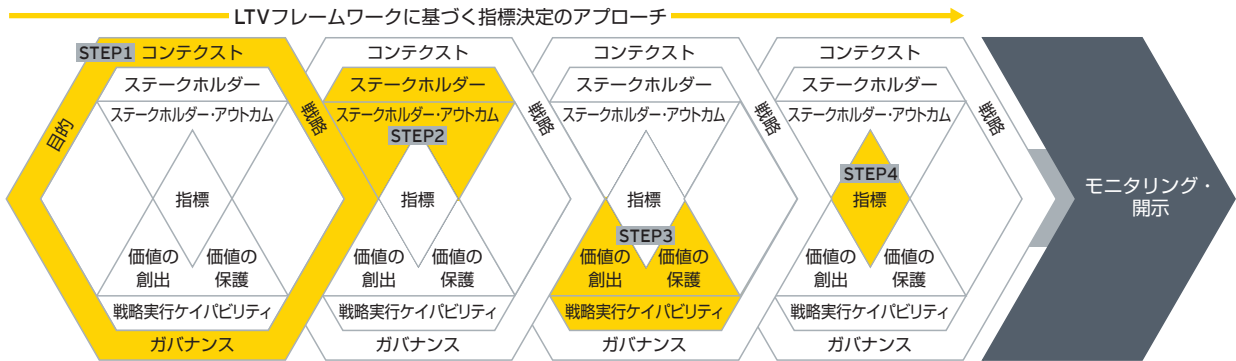 LTVフレームワークに基づく指標決定のアプローチ
STEP1 コンテクスト
ステークホルダー
ステークホルダー・アウトカム
目的
戦略
指標
価値の
創出
価値の
保護
戦略実行ケイパビリティ
ガバナンス
コンテクスト
ステークホルダー
ステークホルダー・アウトカム
STEP2
戦略
指標
価値の
創出
価値の
保護
戦略実行ケイパビリティ
ガバナンス
コンテクスト
ステークホルダー
ステークホルダー・アウトカム
戦略
指標
STEP3
価値の
創出
価値の
保護
戦略実行ケイパビリティ
ガバナンス
コンテクスト
ステークホルダー
ステークホルダー・アウトカム
戦略
STEP4
指標
価値の
創出
価値の
保護
戦略実行ケイパビリティ
ガバナンス
モニタリング・
開示